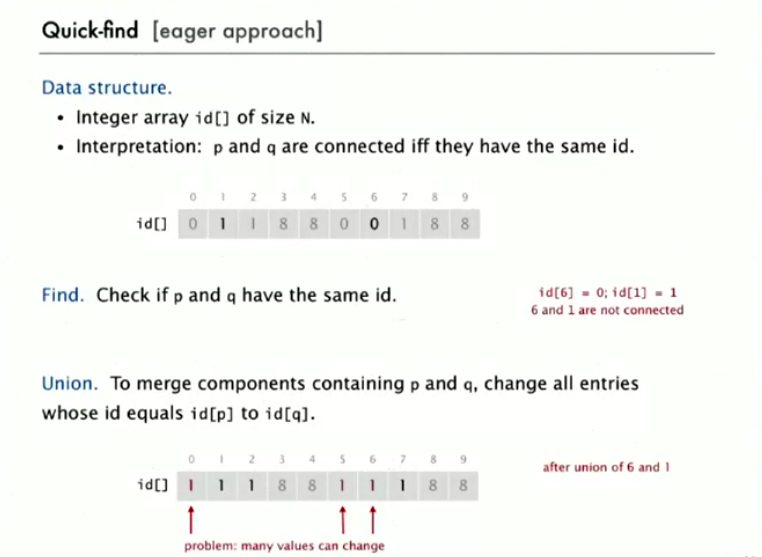 Quick-find [eager approach]
Data structure.
• Integer array id[] of size N.
• Interpretation: p and q are connected iff they have the same id.
0 1 2 3 4 5 6 7 8 9
id[] 0 1 1 8 8 0 0 1 8 8
Find. Check if p and q have the same id.
id[6] = 0; id[1] = 1
6 and 1 are not connected
Union. To merge components containing p and q, change all entries
whose id equals id[p] to id[q].
0 1 2 3 4 5 6 7 8 9
id[] 1 1 1 8 8 1 1 1 8 8
after union of 6 and 1
problem: many values can change